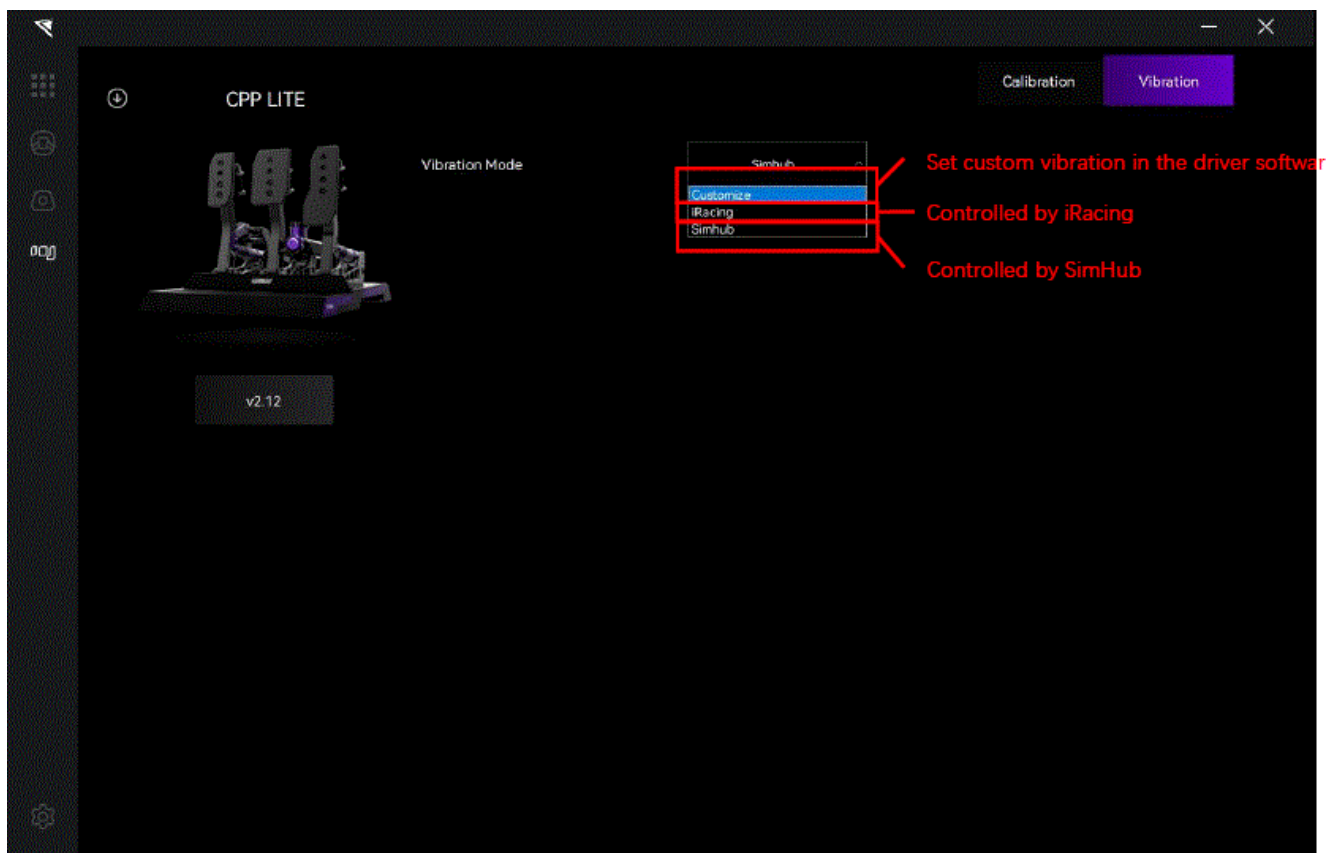 Calibration
Vibration
CPP LITE
Vibration Mode
Simhub
Set custom vibration in the driver softwar
Customize
iRacing
Controlled by iRacing
Simhub
Controlled by SimHub
v2.12